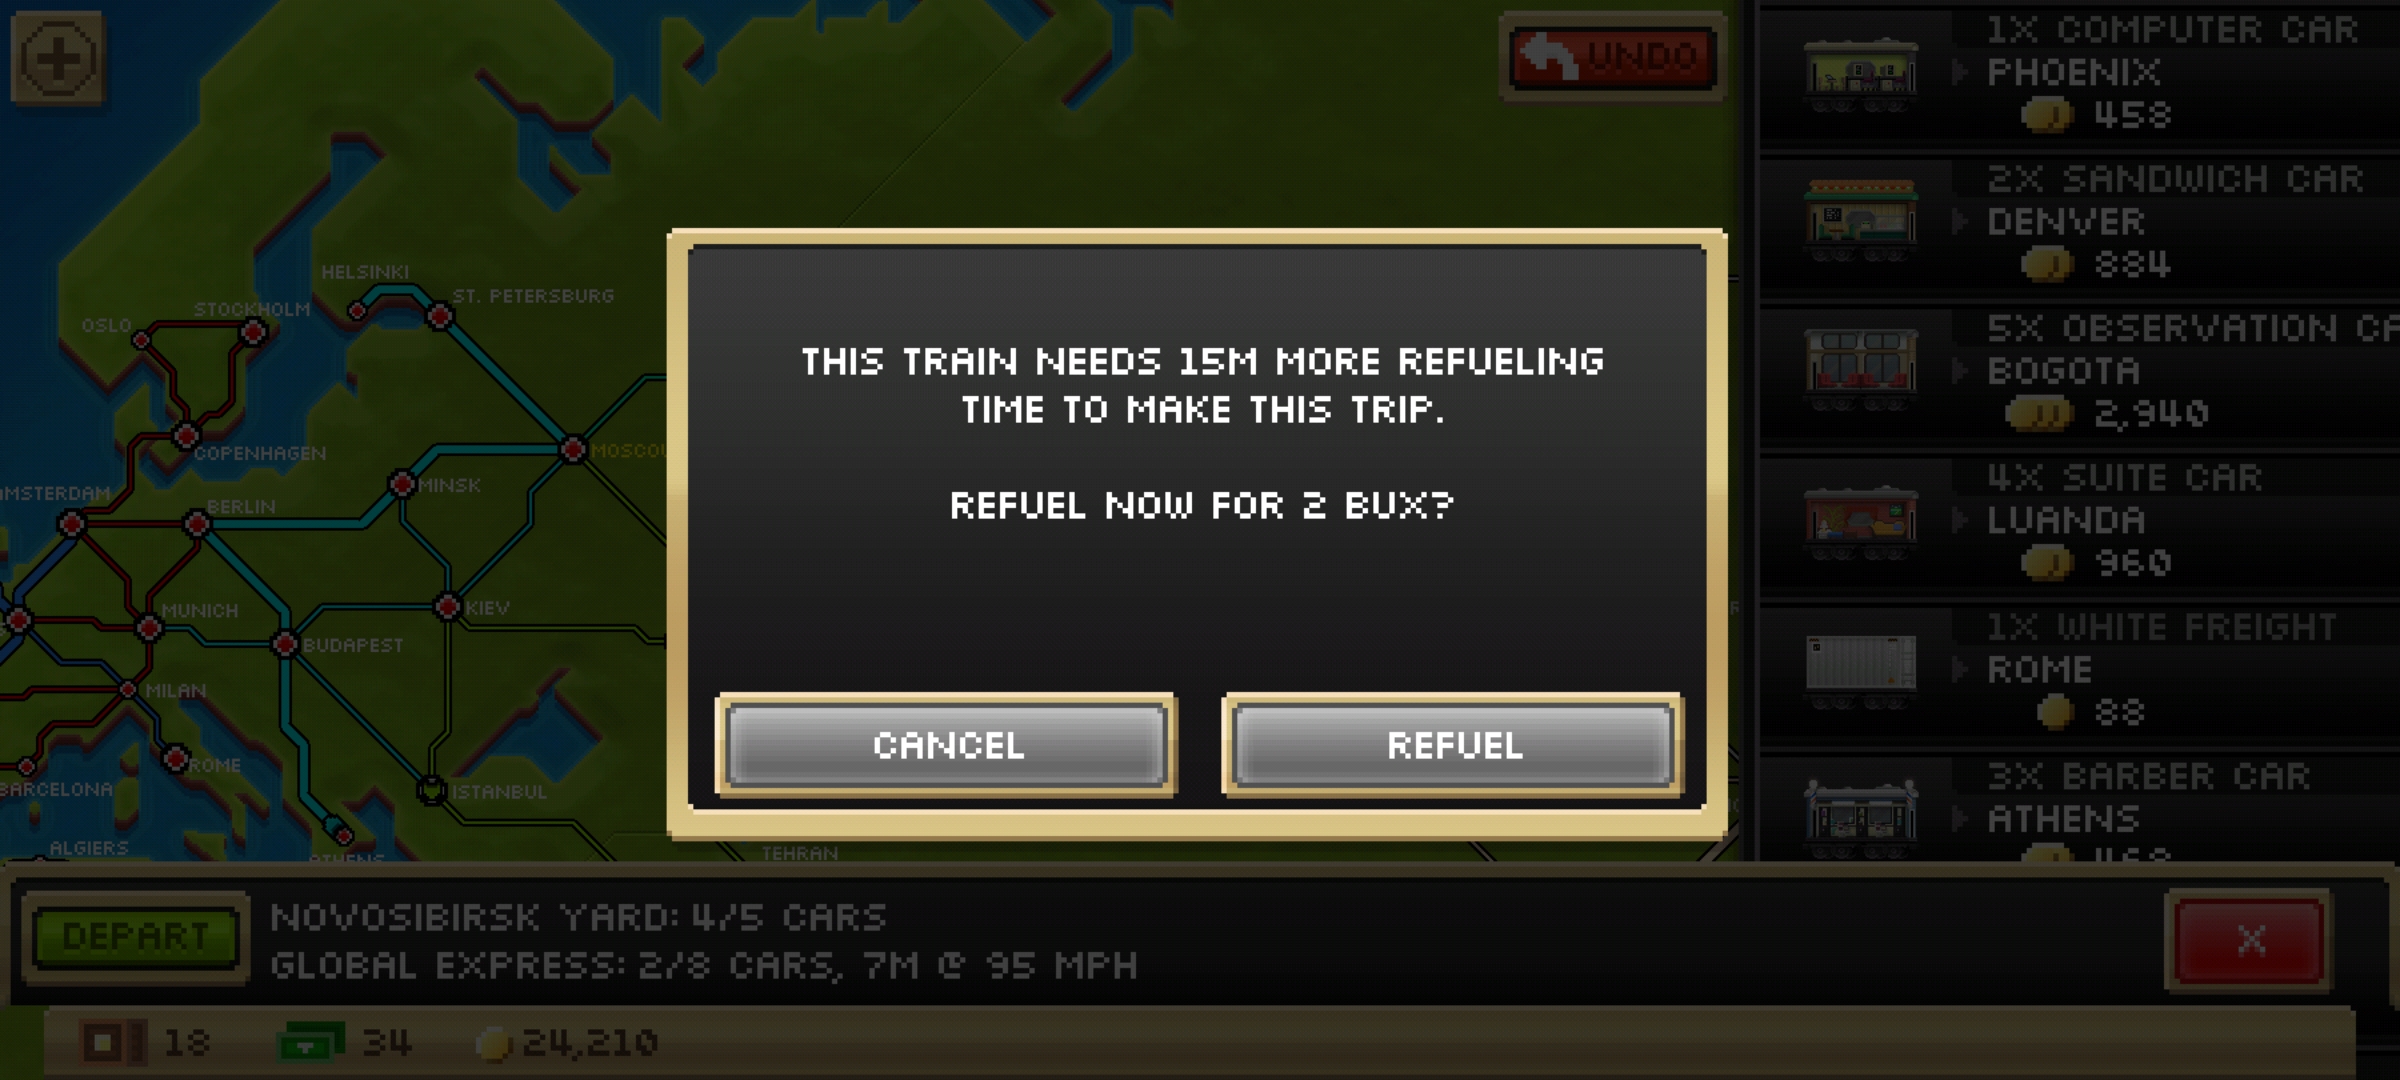 UNDO
HELSINKI
ST. PETERSBURG
STOCKHOLM
OSLO
COPENHAGEN
MINSK
BERLIN
MUNICH
KIEV
BUDAPEST
MILAN
ROME
ISTANBUL
ALGIERS
TEHRAN
THIS TRAIN NEEDS 15M MORE REFUELING
TIME TO MAKE THIS TRIP.
REFUEL NOW FOR 2 BUX?
CANCEL
REFUEL
1X COMPUTER CAR
PHOENIX
458
2X SANDWICH CAR
DENVER
884
5X OBSERVATION
BOGOTA
2,940
4X SUITE CAR
LUANDA
960
1X WHITE FREIGHT
ROME
88
3X BARBER CAR
ATHENS
DEPART
NOVOSIBIRSK YARD: 4/5 CARS
GLOBAL EXPRESS: 2/8 CARS, 7M @ 95 MPH
X
18
34
24,210